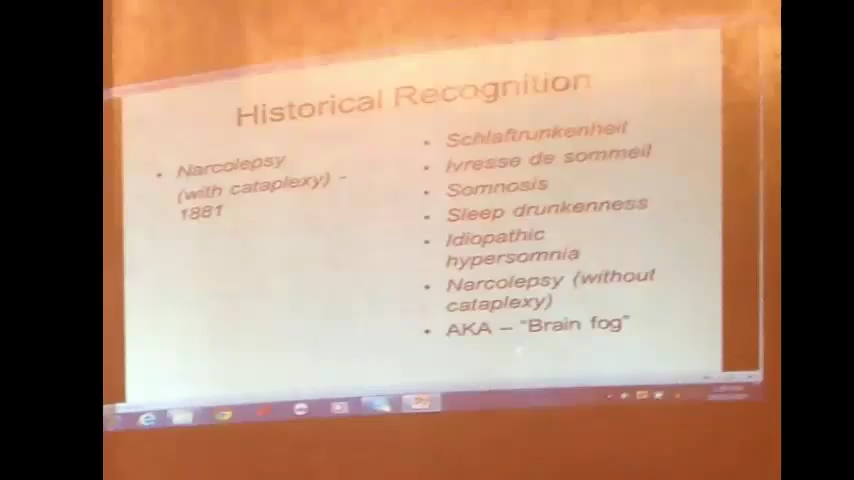 Historical Recognition
• Narcolepsy
(with cataplexy) -
1881
• Schlaftrunkenheit
• Ivresse de sommeil
• Somnosis
• Sleep drunkenness
• Idiopathic
hypersomnia
• Narcolepsy (without
cataplexy)
• AKA – "Brain fog"